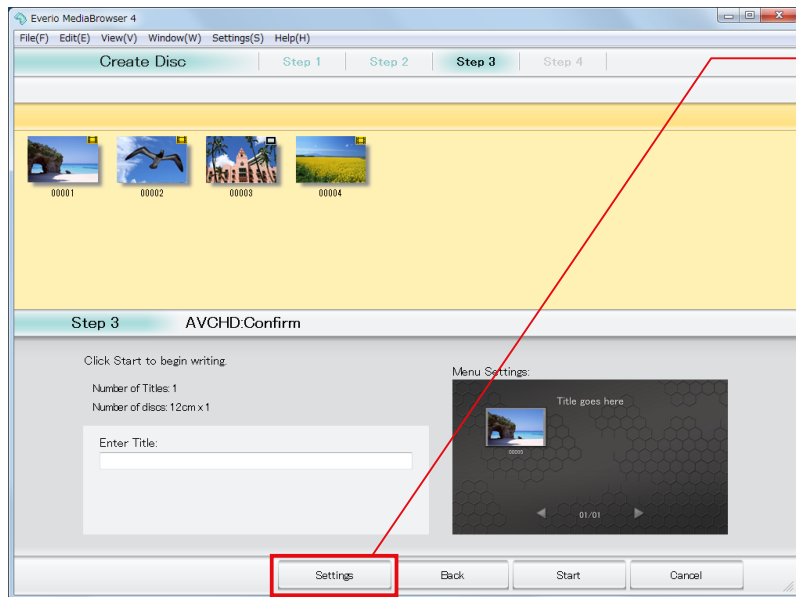 Everio MediaBrowser 4
File(F) Edit(E) View(V) Window(W) Settings(S) Help(H)
Create Disc Step 1 Step 2 Step 3 Step 4
00001 00002 00003 00004
Step 3 AVCHD:Confirm
Click Start to begin writing.
Number of Titles: 1
Number of discs: 12cm x 1
Enter Title:
Menu Settings:
Title goes here
01/01
Settings Back Start Cancel